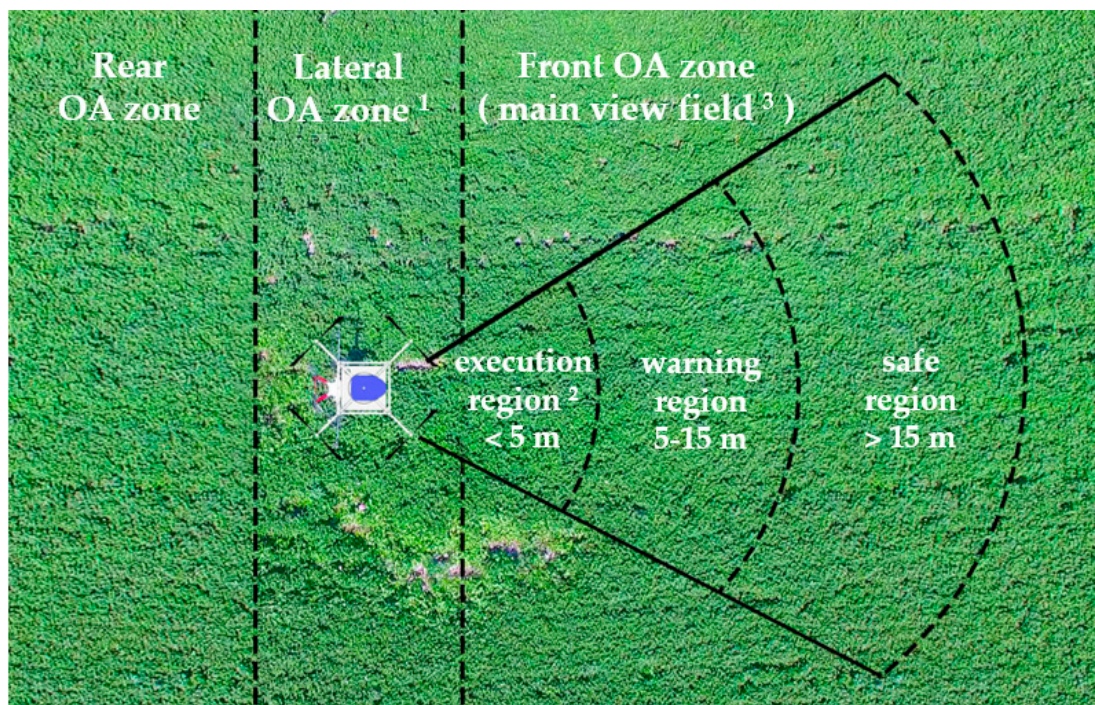 Rear
OA zone
Lateral
OA zone ¹
Front OA zone
( main view field ³ )
execution
region ²
< 5 m
warning
region
5-15 m
safe
region
> 15 m